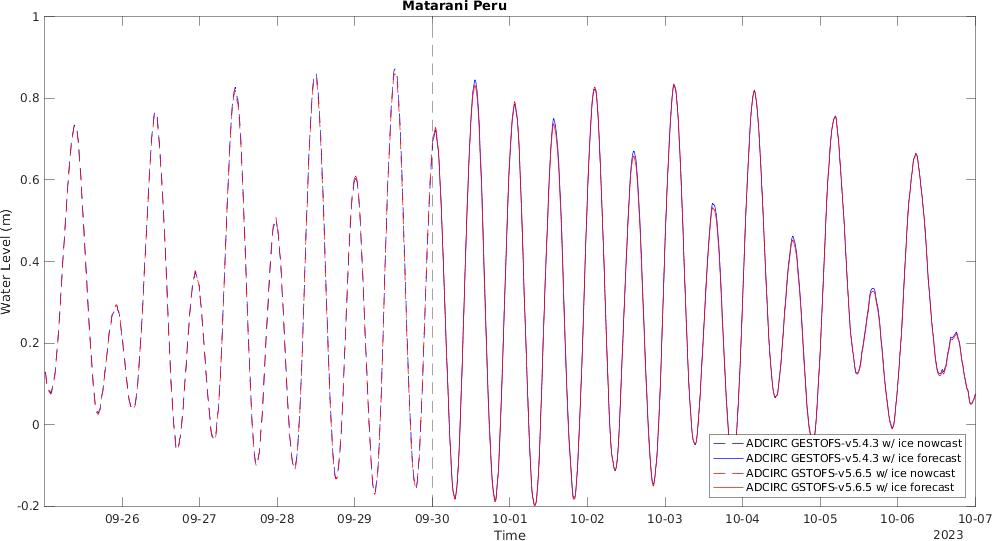 Matarani Peru
1
0.8
0.6
0.4
0.2
0
-0.2
Water Level (m)
09-26 09-27 09-28 09-29 09-30 10-01 10-02 10-03 10-04 10-05 10-06 10-07
Time
2023
ADCIRC GESTOFS-v5.4.3 w/ ice nowcast
ADCIRC GESTOFS-v5.4.3 w/ ice forecast
ADCIRC GSTOFS-v5.6.5 w/ ice nowcast
ADCIRC GSTOFS-v5.6.5 w/ ice forecast